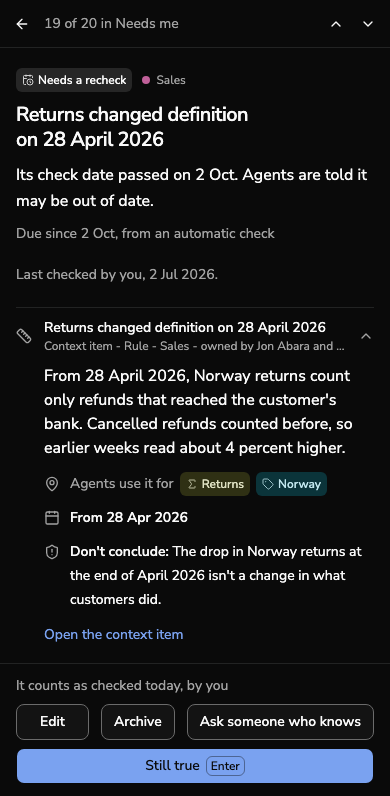 19 of 20 in Needs me
Needs a recheck
Sales
Returns changed definition
on 28 April 2026
Its check date passed on 2 Oct. Agents are told it
may be out of date.
Due since 2 Oct, from an automatic check
Last checked by you, 2 Jul 2026.
Returns changed definition on 28 April 2026
Context item - Rule - Sales - owned by Jon Abara and ...
From 28 April 2026, Norway returns count
only refunds that reached the customer's
bank. Cancelled refunds counted before, so
earlier weeks read about 4 percent higher.
Agents use it for Returns Norway
From 28 Apr 2026
Don't conclude: The drop in Norway returns at
the end of April 2026 isn't a change in what
customers did.
Open the context item
It counts as checked today, by you
Edit Archive Ask someone who knows
Still true Enter